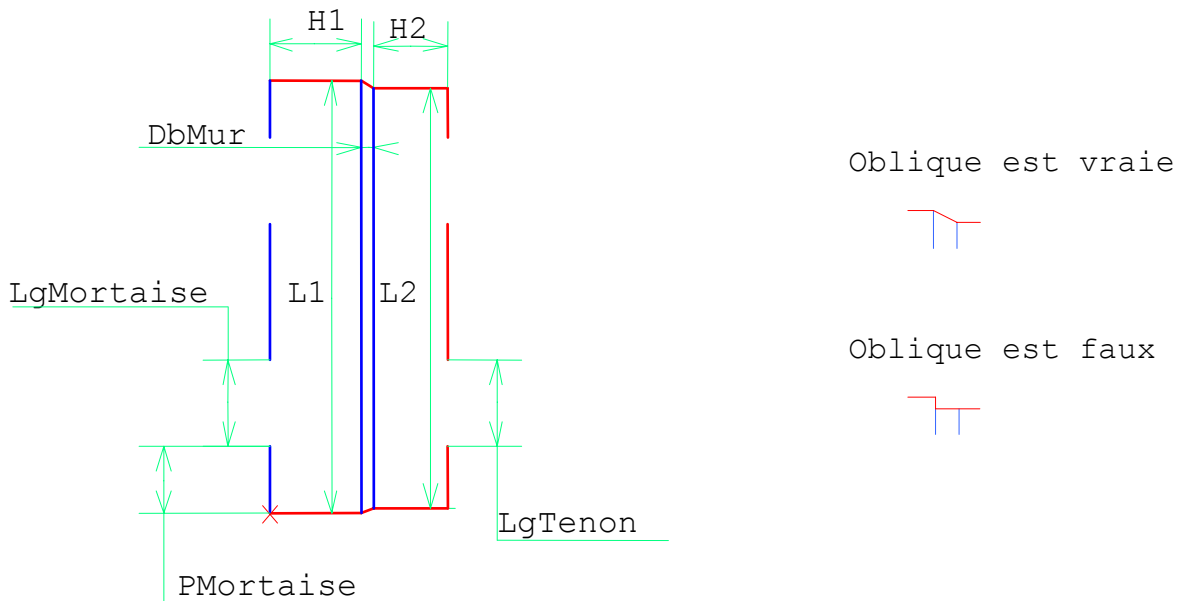 H1
H2
DbMur
Oblique est vraie
LgMortaise
L1
L2
Oblique est faux
LgTenon
PMortaise